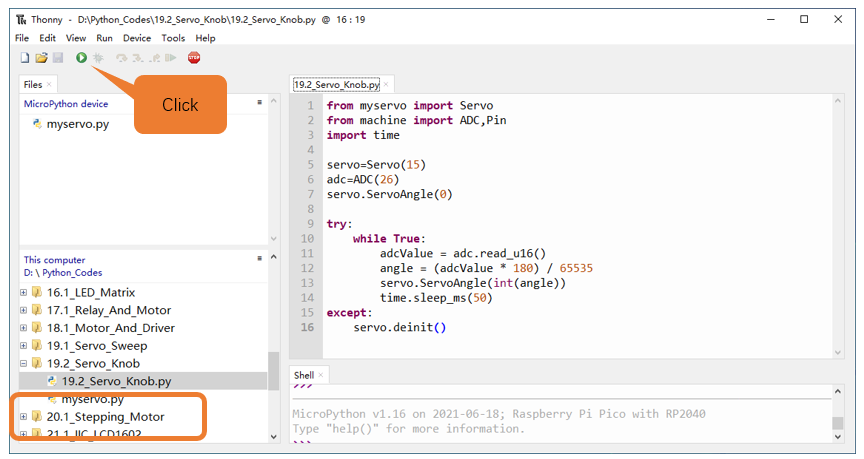 Thonny - D:\Python_Codes\19.2_Servo_Knob\19.2_Servo_Knob.py @ 16 : 19
File Edit View Run Device Tools Help
STOP
Files ×
MicroPython device
myservo.py
Click
This computer
D: \ Python_Codes
16.1_LED_Matrix
17.1_Relay_And_Motor
18.1_Motor_And_Driver
19.1_Servo_Sweep
19.2_Servo_Knob
19.2_Servo_Knob.py
myservo.py
20.1_Stepping_Motor
21.1_IIC_LCD1602
19.2_Servo_Knob.py ×
1 from myservo import Servo
2 from machine import ADC,Pin
3 import time
4
5 servo=Servo(15)
6 adc=ADC(26)
7 servo.ServoAngle(0)
8
9 try:
10 while True:
11 adcValue = adc.read_u16()
12 angle = (adcValue * 180) / 65535
13 servo.ServoAngle(int(angle))
14 time.sleep_ms(50)
15 except:
16 servo.deinit()
Shell ×
>>>
MicroPython v1.16 on 2021-06-18; Raspberry Pi Pico with RP2040
Type "help()" for more information.
>>>